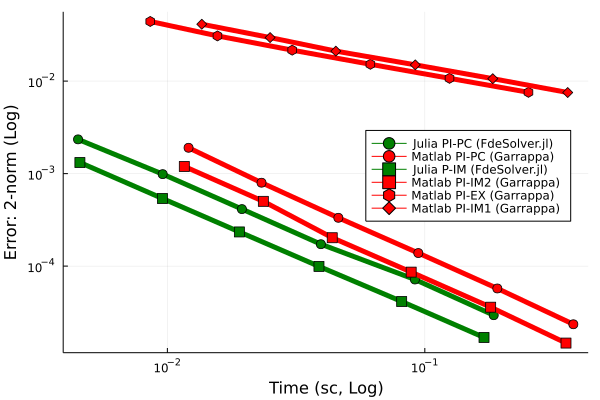 10⁻²
10⁻³
10⁻⁴
Error: 2-norm (Log)
Julia PI-PC (FdeSolver.jl)
Matlab PI-PC (Garrappa)
Julia P-IM (FdeSolver.jl)
Matlab PI-IM2 (Garrappa)
Matlab PI-EX (Garrappa)
Matlab PI-IM1 (Garrappa)
10⁻² 10⁻¹
Time (sc, Log)